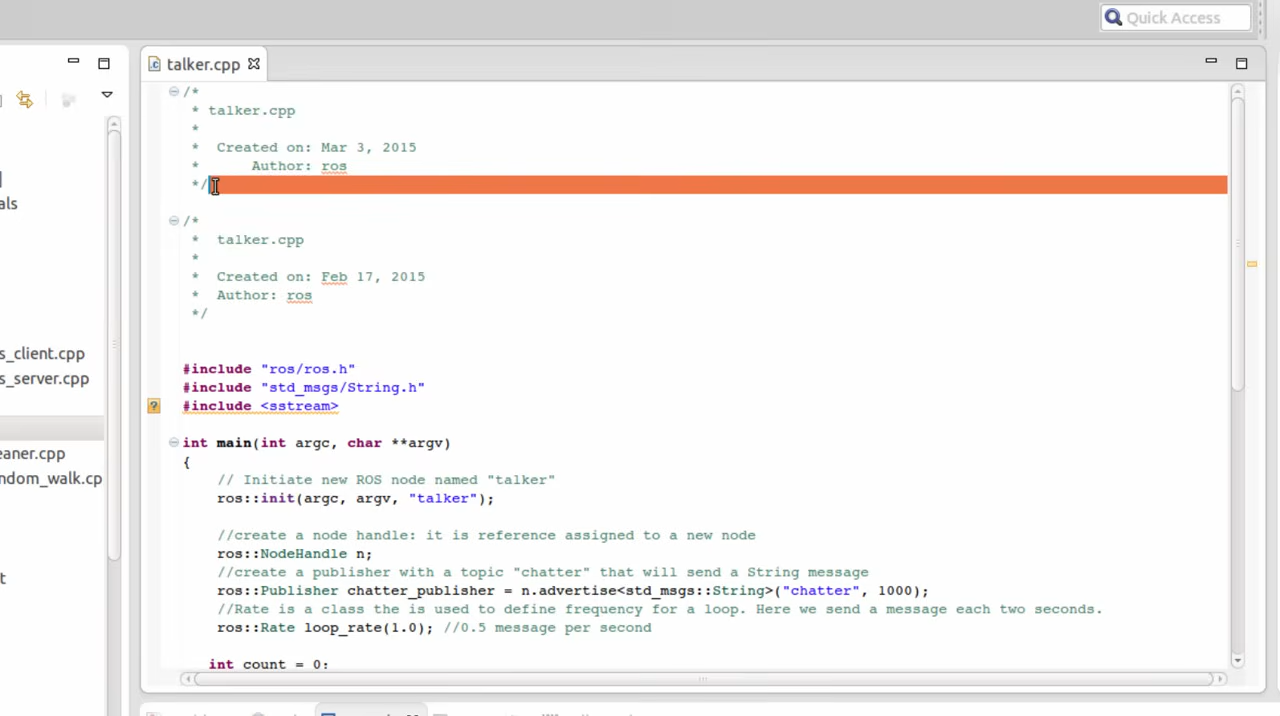 Quick Access
talker.cpp
/*
* talker.cpp
*
* Created on: Mar 3, 2015
* Author: ros
*/
als
/*
* talker.cpp
*
* Created on: Feb 17, 2015
* Author: ros
*/
s_client.cpp
s_server.cpp
#include "ros/ros.h"
#include "std_msgs/String.h"
#include <sstream>
int main(int argc, char **argv)
eaner.cpp
{
ndom_walk.cp
// Initiate new ROS node named "talker"
ros::init(argc, argv, "talker");
//create a node handle: it is reference assigned to a new node
ros::NodeHandle n;
//create a publisher with a topic "chatter" that will send a String message
t
ros::Publisher chatter_publisher = n.advertise<std_msgs::String>("chatter", 1000);
//Rate is a class the is used to define frequency for a loop. Here we send a message each two seconds.
ros::Rate loop_rate(1.0); //0.5 message per second
int count = 0;